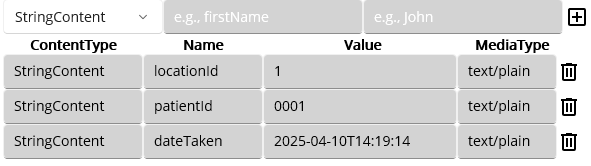 StringContent e.g., firstName e.g., John
ContentType Name Value MediaType
StringContent locationId 1 text/plain
StringContent patientId 0001 text/plain
StringContent dateTaken 2025-04-10T14:19:14 text/plain